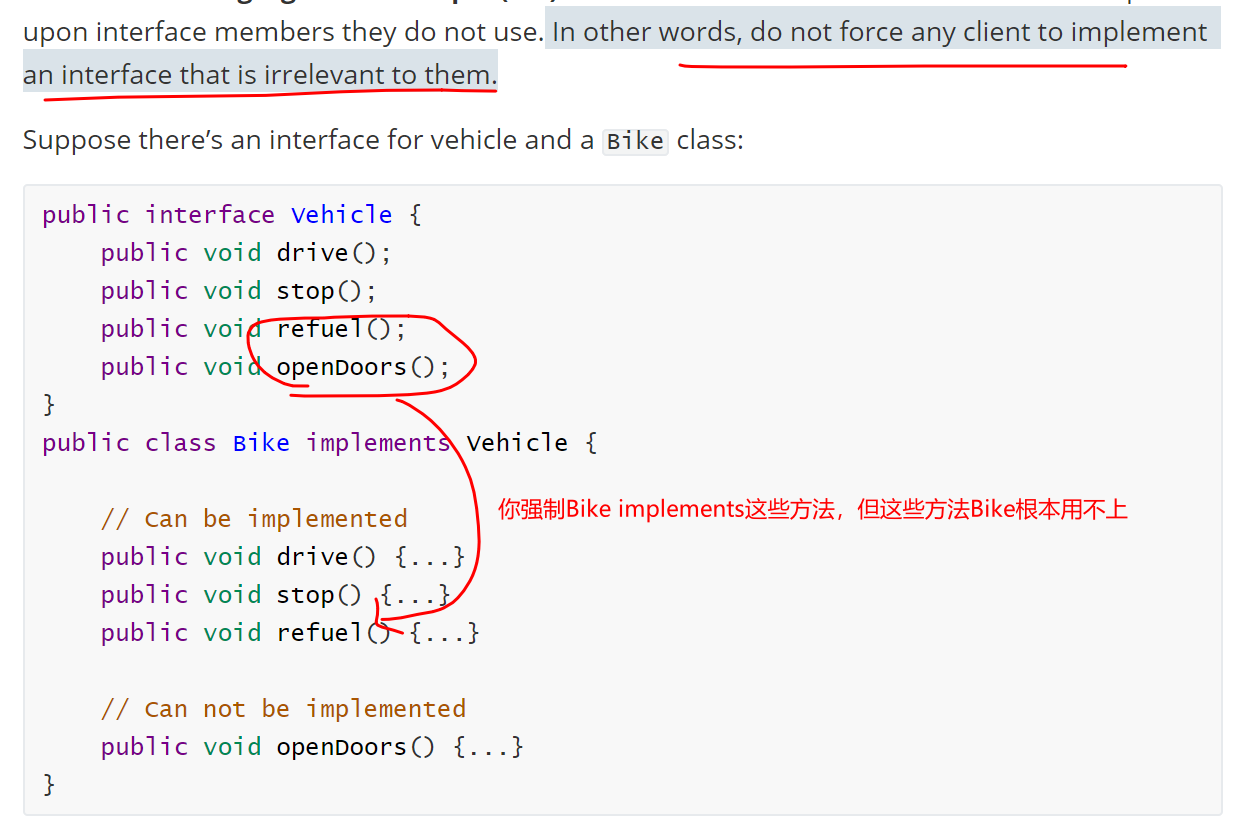 upon interface members they do not use. In other words, do not force any client to implement
an interface that is irrelevant to them.
Suppose there’s an interface for vehicle and a Bike class:
public interface Vehicle {
public void drive();
public void stop();
public void refuel();
public void openDoors();
}
public class Bike implements Vehicle {
你强制Bike implements这些方法，但这些方法Bike根本用不上
// Can be implemented
public void drive() {...}
public void stop() {...}
public void refuel() {...}
// Can not be implemented
public void openDoors() {...}
}